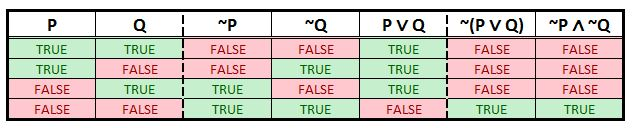 P Q ~P ~Q P ∨ Q ~(P ∨ Q) ~P ∧ ~Q
TRUE TRUE FALSE FALSE TRUE FALSE FALSE
TRUE FALSE FALSE TRUE TRUE FALSE FALSE
FALSE TRUE TRUE FALSE TRUE FALSE FALSE
FALSE FALSE TRUE TRUE FALSE TRUE TRUE